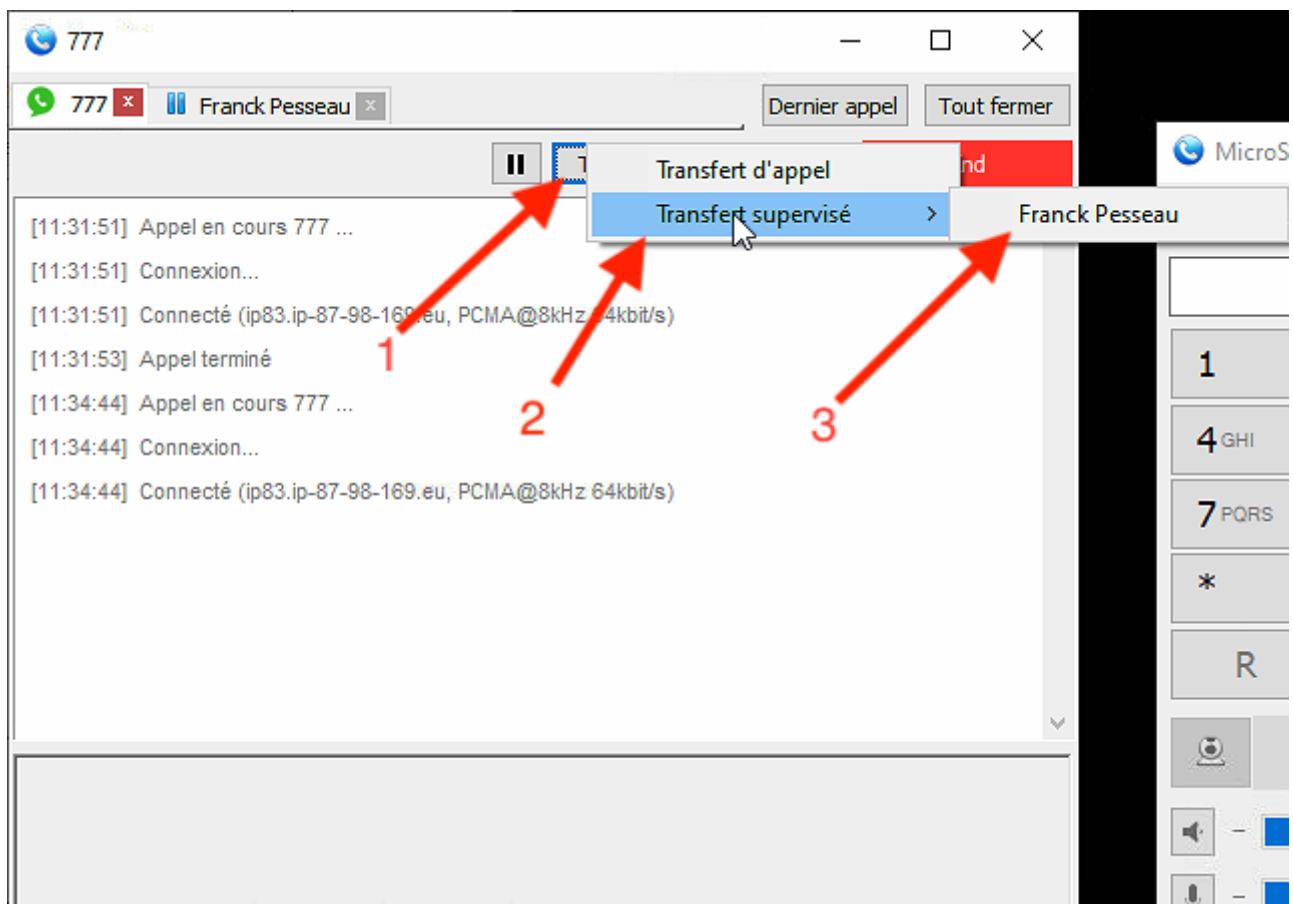 777
777 x Franck Pesseau x Dernier appel Tout fermer
Transfert d'appel
Transfert supervisé > Franck Pesseau
[11:31:51] Appel en cours 777 ...
[11:31:51] Connexion...
[11:31:51] Connecté (ip83.ip-87-98-169.eu, PCMA@8kHz 64kbit/s)
[11:31:53] Appel terminé
[11:34:44] Appel en cours 777 ...
[11:34:44] Connexion...
[11:34:44] Connecté (ip83.ip-87-98-169.eu, PCMA@8kHz 64kbit/s)
1
2
3
MicroS
1
4 GHI
7 PQRS
*
R